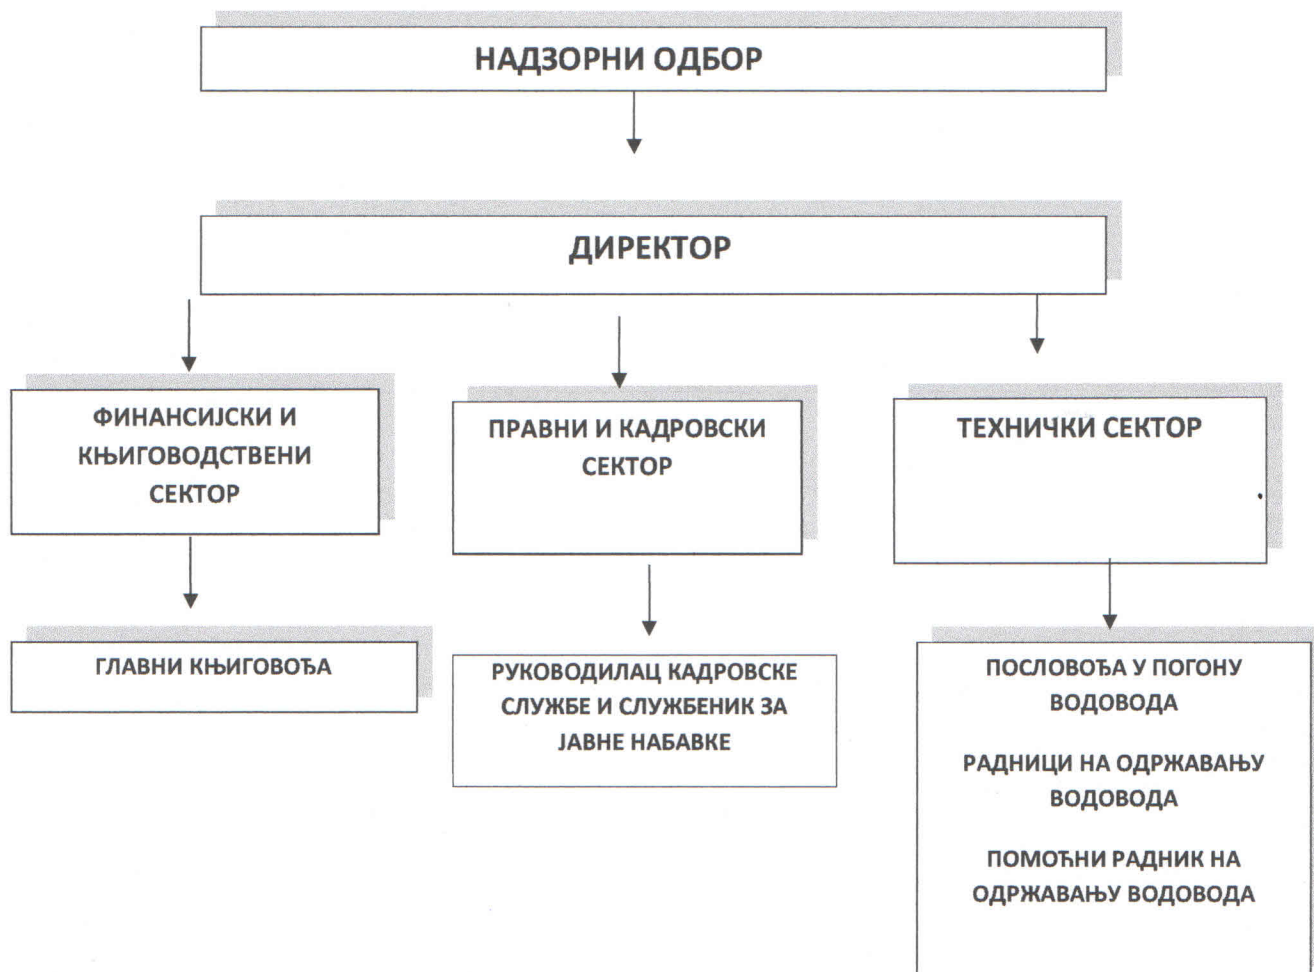 НАДЗОРНИ ОДБОР
ДИРЕКТОР
ФИНАНСИЈСКИ И
КЊИГОВОДСТВЕНИ
СЕКТОР
ПРАВНИ И КАДРОВСКИ
СЕКТОР
ТЕХНИЧКИ СЕКТОР
ГЛАВНИ КЊИГОВОЂА
РУКОВОДИЛАЦ КАДРОВСКЕ
СЛУЖБЕ И СЛУЖБЕНИК ЗА
ЈАВНЕ НАБАВКЕ
ПОСЛОВОЂА У ПОГОНУ
ВОДОВОДА
РАДНИЦИ НА ОДРЖАВАЊУ
ВОДОВОДА
ПОМОЋНИ РАДНИК НА
ОДРЖАВАЊУ ВОДОВОДА